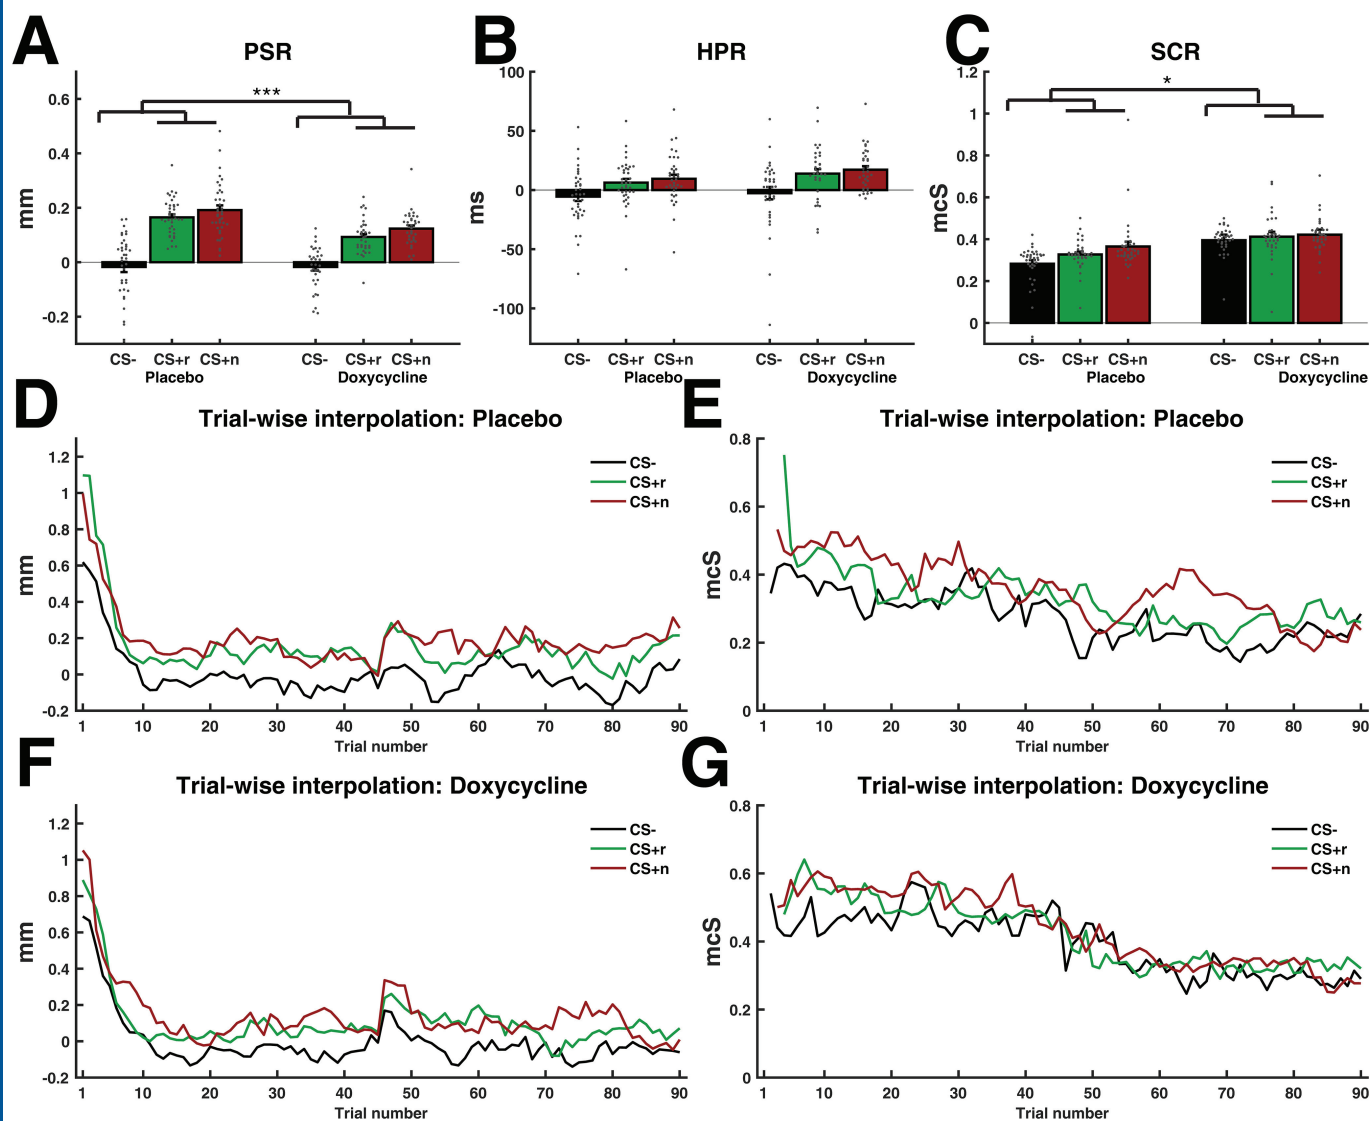 A
PSR
0.6
0.4
0.2
0
-0.2
mm
***
CS-
CS+r
CS+n
CS-
CS+r
CS+n
Placebo
Doxycycline
B
HPR
100
50
0
-50
-100
ms
CS-
CS+r
CS+n
CS-
CS+r
CS+n
Placebo
Doxycycline
C
SCR
1.2
1
0.8
0.6
0.4
0.2
0
mcS
*
CS-
CS+r
CS+n
CS-
CS+r
CS+n
Placebo
Doxycycline
D
Trial-wise interpolation: Placebo
1.2
1
0.8
0.6
0.4
0.2
0
-0.2
mm
CS-
CS+r
CS+n
1 10 20 30 40 50 60 70 80 90
Trial number
E
Trial-wise interpolation: Placebo
0.8
0.6
0.4
0.2
0
mcS
CS-
CS+r
CS+n
1 10 20 30 40 50 60 70 80 90
Trial number
F
Trial-wise interpolation: Doxycycline
1.2
1
0.8
0.6
0.4
0.2
0
-0.2
mm
CS-
CS+r
CS+n
1 10 20 30 40 50 60 70 80 90
Trial number
G
Trial-wise interpolation: Doxycycline
0.8
0.6
0.4
0.2
0
mcS
CS-
CS+r
CS+n
1 10 20 30 40 50 60 70 80 90
Trial number